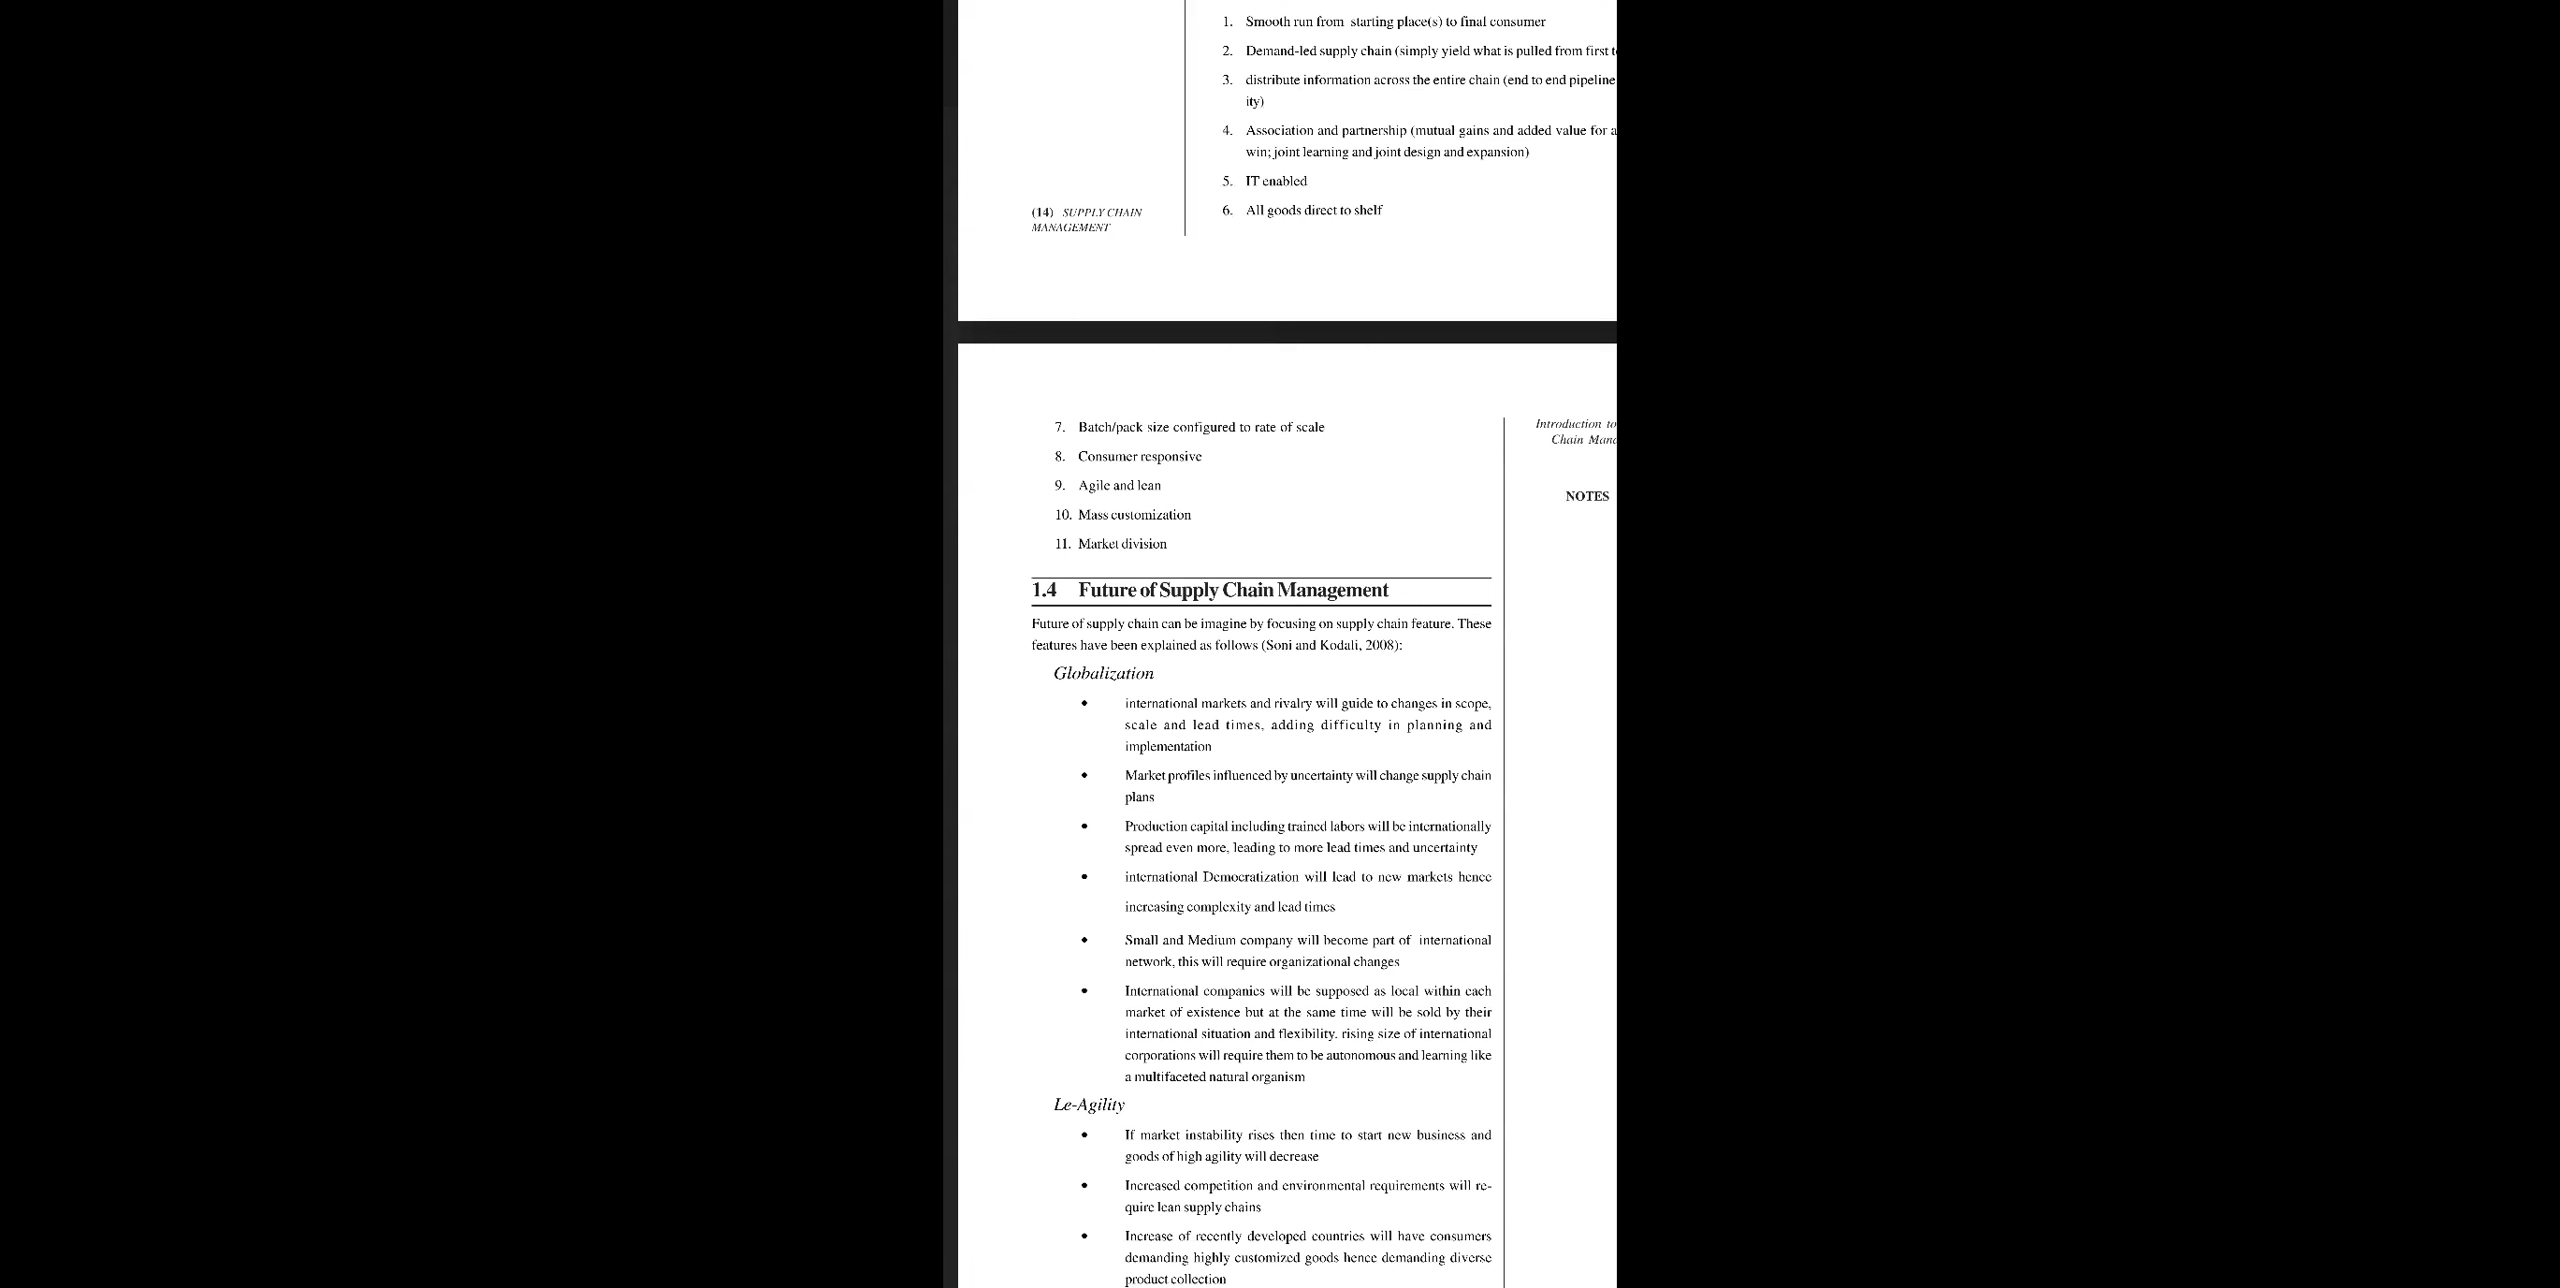 1. Smooth run from starting place(s) to final consumer
2. Demand-led supply chain (simply yield what is pulled from first
3. distribute information across the entire chain (end to end pipeline
ity)
4. Association and partnership (mutual gains and added value for
win; joint learning and joint design and expansion)
5. IT enabled
6. All goods direct to shelf
(14) SUPPLY CHAIN
MANAGEMENT
7. Batch/pack size configured to rate of scale
8. Consumer responsive
9. Agile and lean
10. Mass customization
11. Market division
Introduction to
Chain
NOTES
1.4 Future of Supply Chain Management
Future of supply chain can be imagine by focusing on supply chain feature. These
features have been explained as follows (Soni and Kodali, 2008):
Globalization
• international markets and rivalry will guide to changes in scope,
scale and lead times, adding difficulty in planning and
implementation
• Market profiles influenced by uncertainty will change supply chain
plans
• Production capital including trained labors will be internationally
spread even more, leading to more lead times and uncertainty
• international Democratization will lead to new markets hence
increasing complexity and lead times
• Small and Medium company will become part of international
network, this will require organizational changes
• International companies will be supposed as local within each
market of existence but at the same time will be sold by their
international situation and flexibility. rising size of international
corporations will require them to be autonomous and learning like
a multifaceted natural organism
Le-Agility
• If market instability rises then time to start new business and
goods of high agility will decrease
• Increased competition and environmental requirements will re-
quire lean supply chains
• Increase of recently developed countries will have consumers
demanding highly customized goods hence demanding diverse
product collection